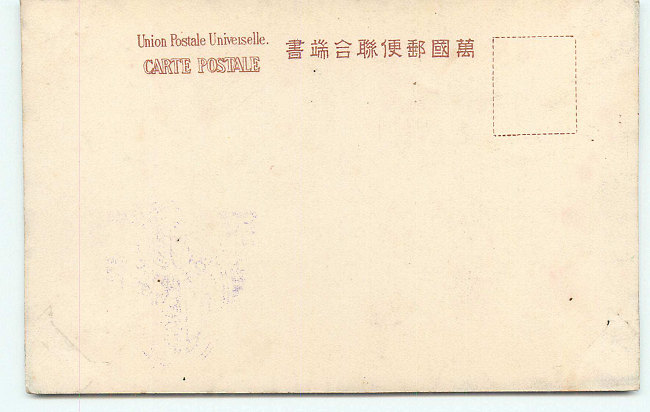 Union Postale Universelle.
CARTE POSTALE
萬國郵便聯合端書